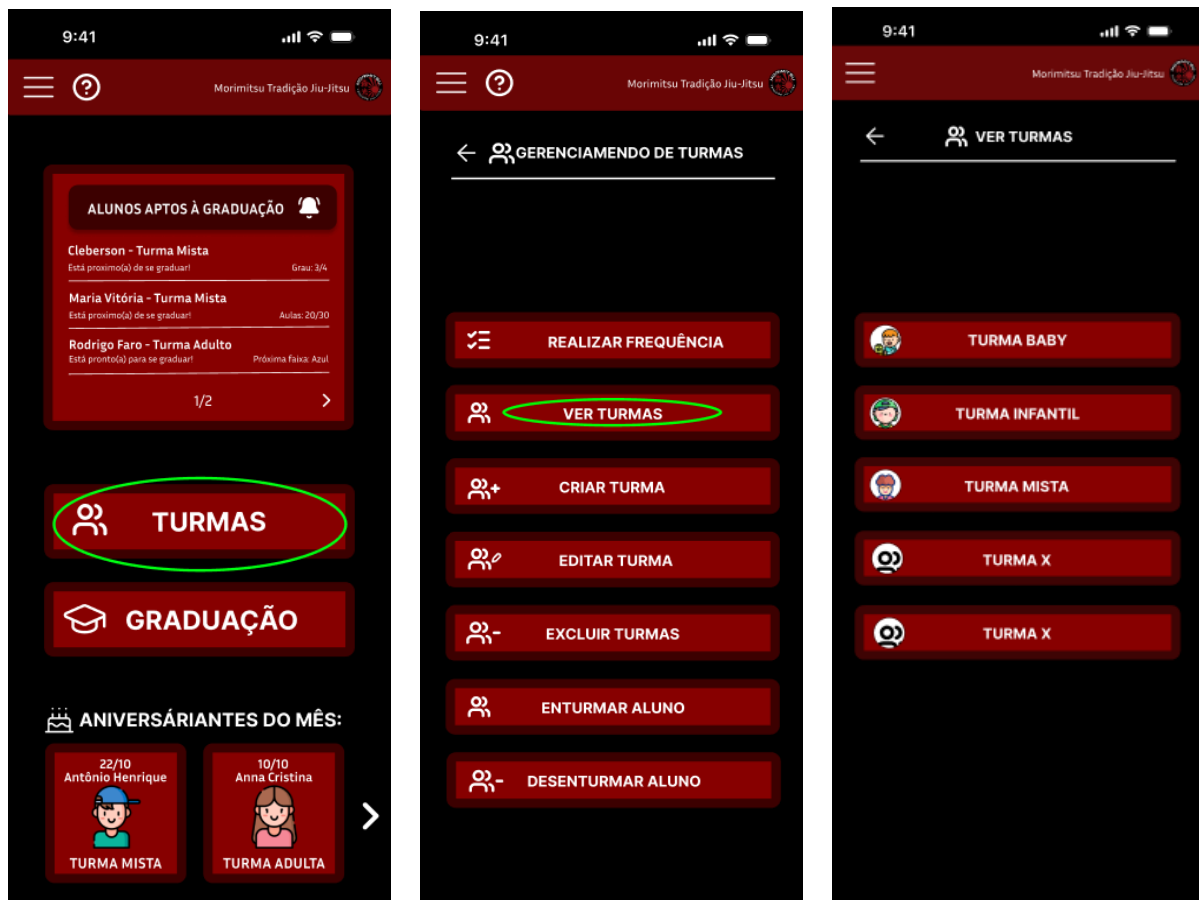 9:41
Morimitsu Tradição Jiu-Jitsu
ALUNOS APTOS À GRADUAÇÃO
Cleberson - Turma Mista
Está proximo(a) de se graduar!
Grau: 3/4
Maria Vitória - Turma Mista
Está proximo(a) de se graduar!
Aulas: 20/30
Rodrigo Faro - Turma Adulto
Está pronto(a) para se graduar!
Próxima faixa: Azul
1/2
TURMAS
GRADUAÇÃO
ANIVERSÁRIANTES DO MÊS:
22/10
Antônio Henrique
TURMA MISTA
10/10
Anna Cristina
TURMA ADULTA
9:41
Morimitsu Tradição Jiu-Jitsu
GERENCIAMENDO DE TURMAS
REALIZAR FREQUÊNCIA
VER TURMAS
CRIAR TURMA
EDITAR TURMA
EXCLUIR TURMAS
ENTURMAR ALUNO
DESENTURMAR ALUNO
9:41
Morimitsu Tradição Jiu-Jitsu
VER TURMAS
TURMA BABY
TURMA INFANTIL
TURMA MISTA
TURMA X
TURMA X